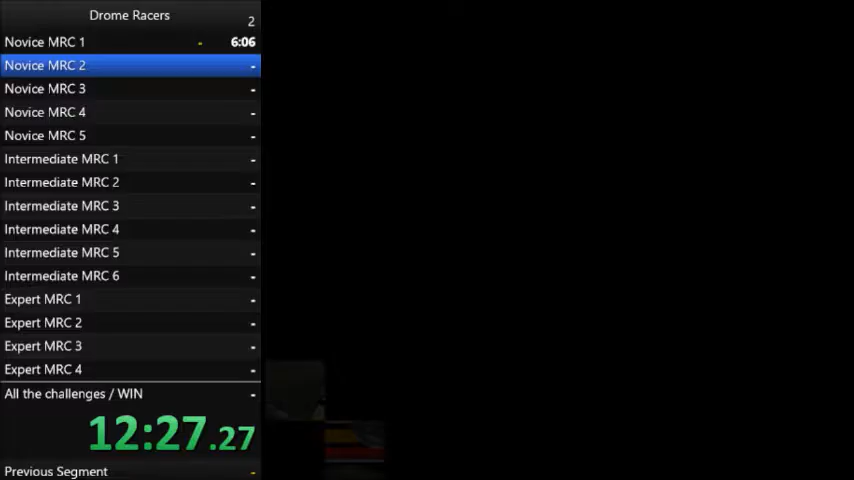 Drome Racers
2
Novice MRC 1 - 6:06
Novice MRC 2 -
Novice MRC 3 -
Novice MRC 4 -
Novice MRC 5 -
Intermediate MRC 1 -
Intermediate MRC 2 -
Intermediate MRC 3 -
Intermediate MRC 4 -
Intermediate MRC 5 -
Intermediate MRC 6 -
Expert MRC 1 -
Expert MRC 2 -
Expert MRC 3 -
Expert MRC 4 -
All the challenges / WIN -
12:27.27
Previous Segment -